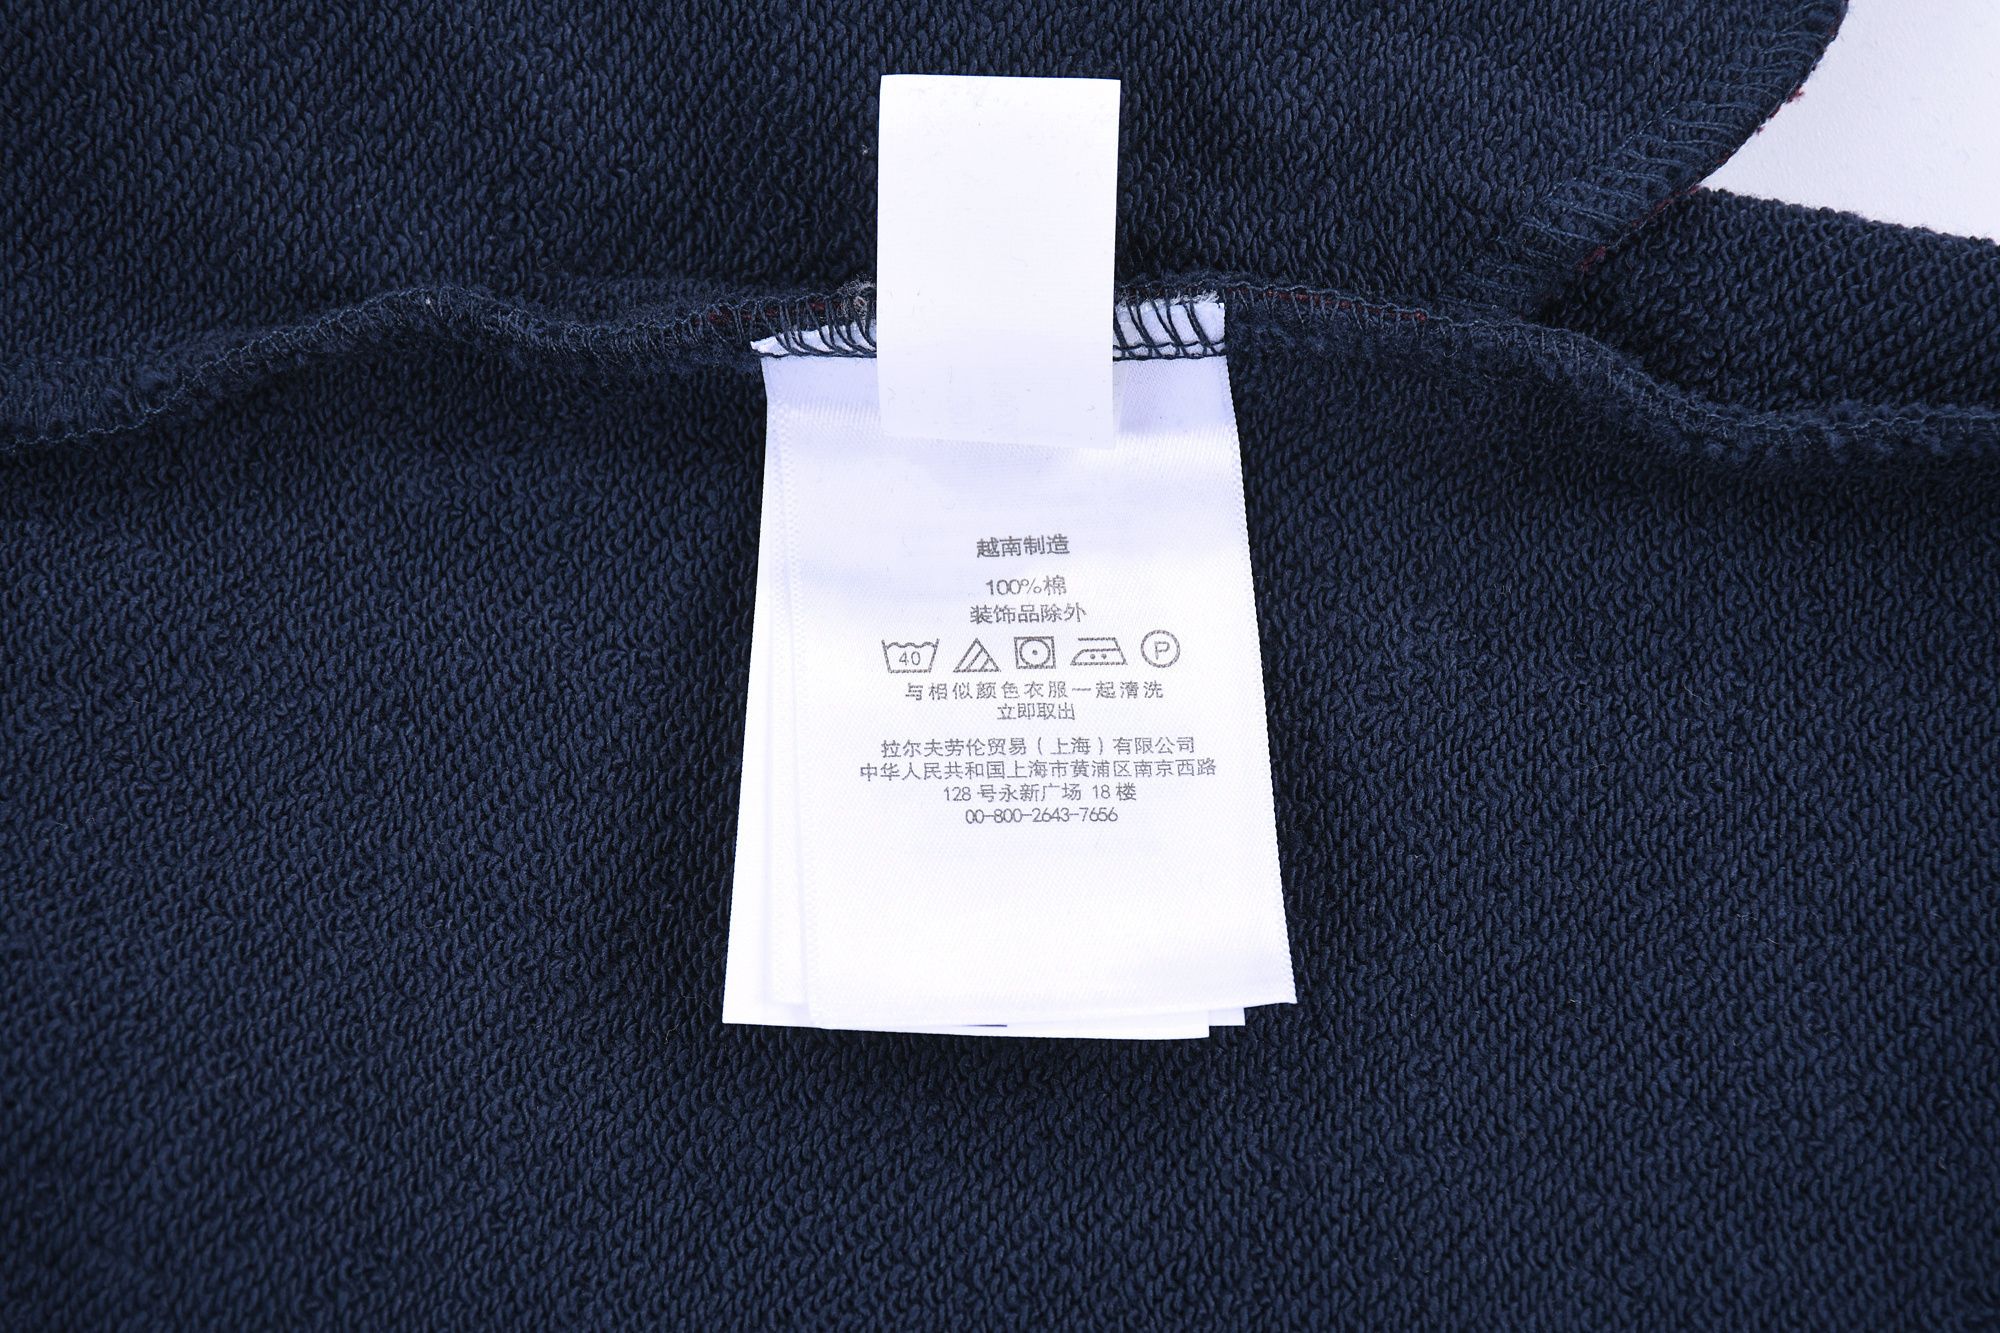 越南制造
100%棉
装饰品除外
40 P
与相似颜色衣服一起清洗
立即取出
拉尔夫劳伦贸易(上海)有限公司
中华人民共和国上海市黄浦区南京西路
128 号永新广场 18 楼
00-800-2643-7656